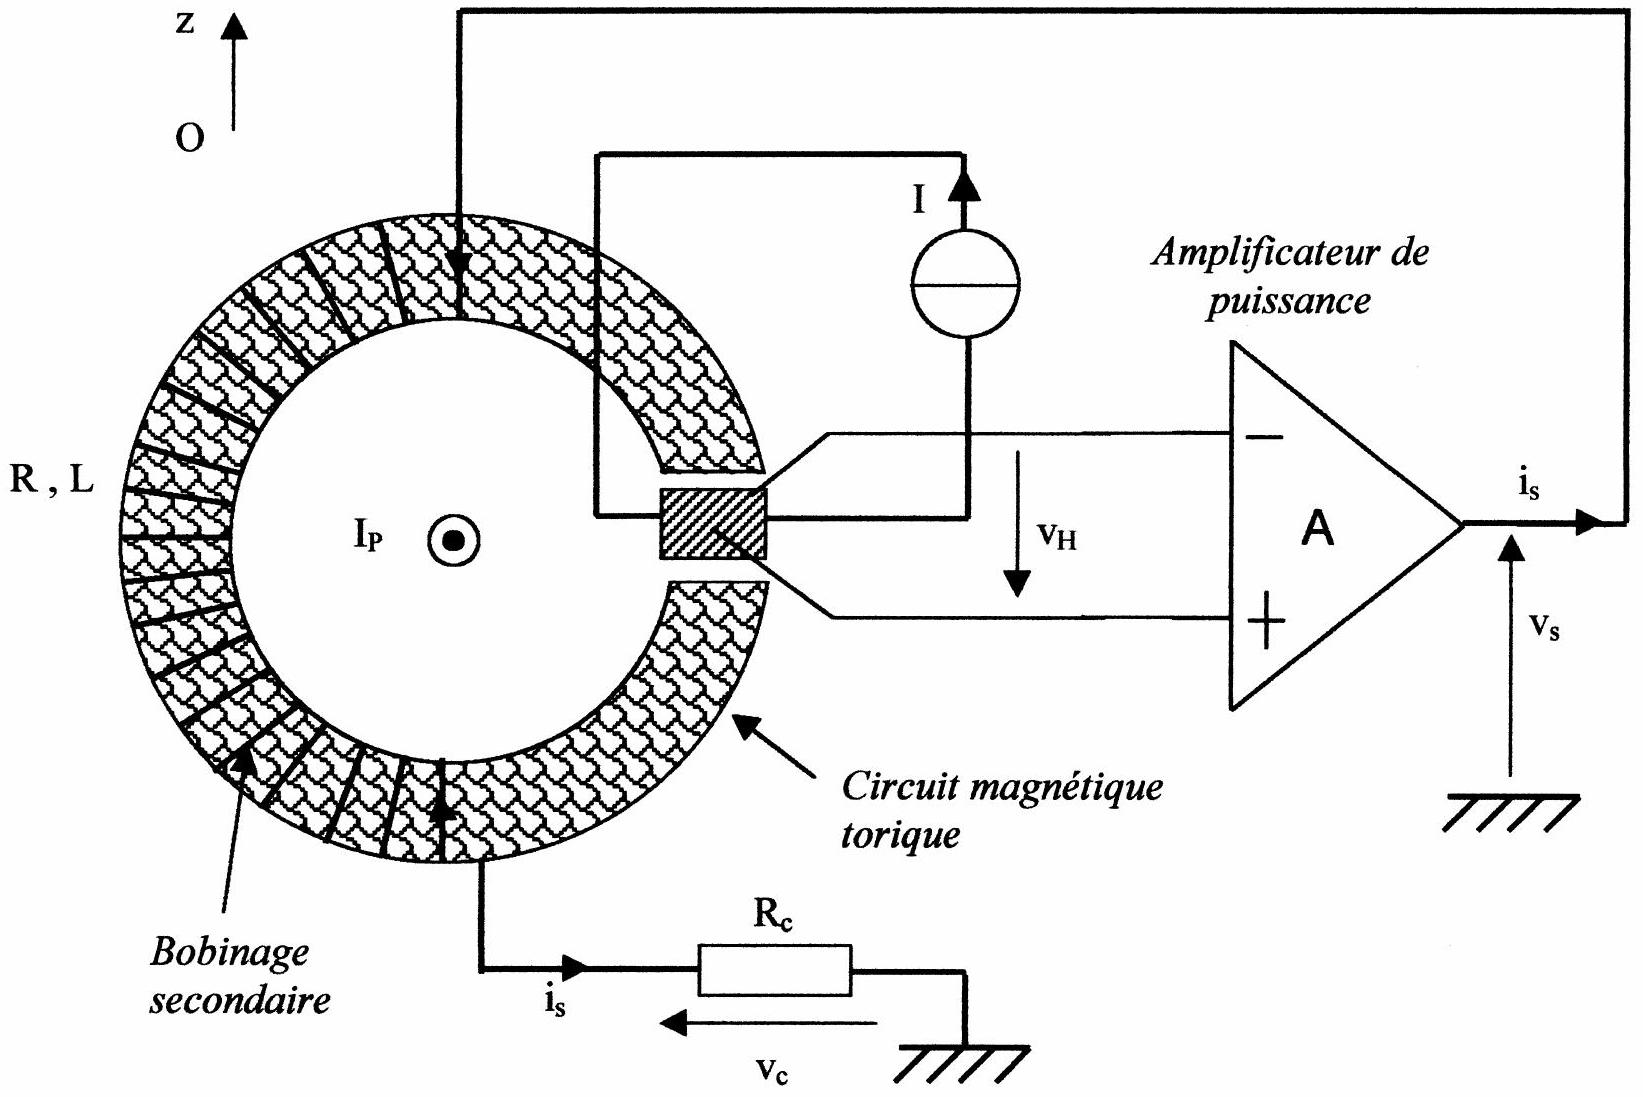 z
O
I
Amplificateur de
puissance
−
R , L
I_P
v_H
A
i_s
+
v_s
Circuit magnétique
torique
R_c
Bobinage
secondaire
i_s
v_c